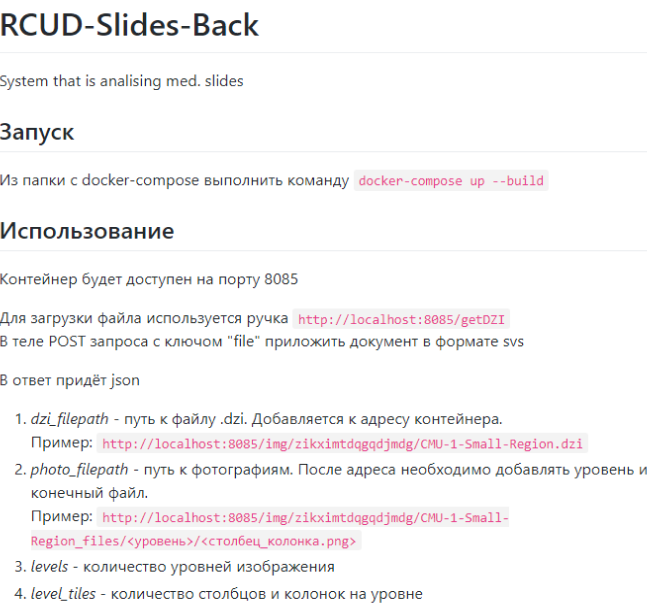 RCUD-Slides-Back
System that is analising med. slides
Запуск
Из папки с docker-compose выполнить команду docker-compose up --build
Использование
Контейнер будет доступен на порту 8085
Для загрузки файла используется ручка http://localhost:8085/getDZI
В теле POST запроса с ключом "file" приложить документ в формате svs
В ответ придёт json
1. dzi_filepath - путь к файлу .dzi. Добавляется к адресу контейнера.
Пример: http://localhost:8085/img/zikximtdqgqdjmdg/CMU-1-Small-Region.dzi
2. photo_filepath - путь к фотографиям. После адреса необходимо добавлять уровень и
конечный файл.
Пример: http://localhost:8085/img/zikximtdqgqdjmdg/CMU-1-Small-
Region_files/<уровень>/<столбец_колонка.png>
3. levels - количество уровней изображения
4. level_tiles - количество столбцов и колонок на уровне